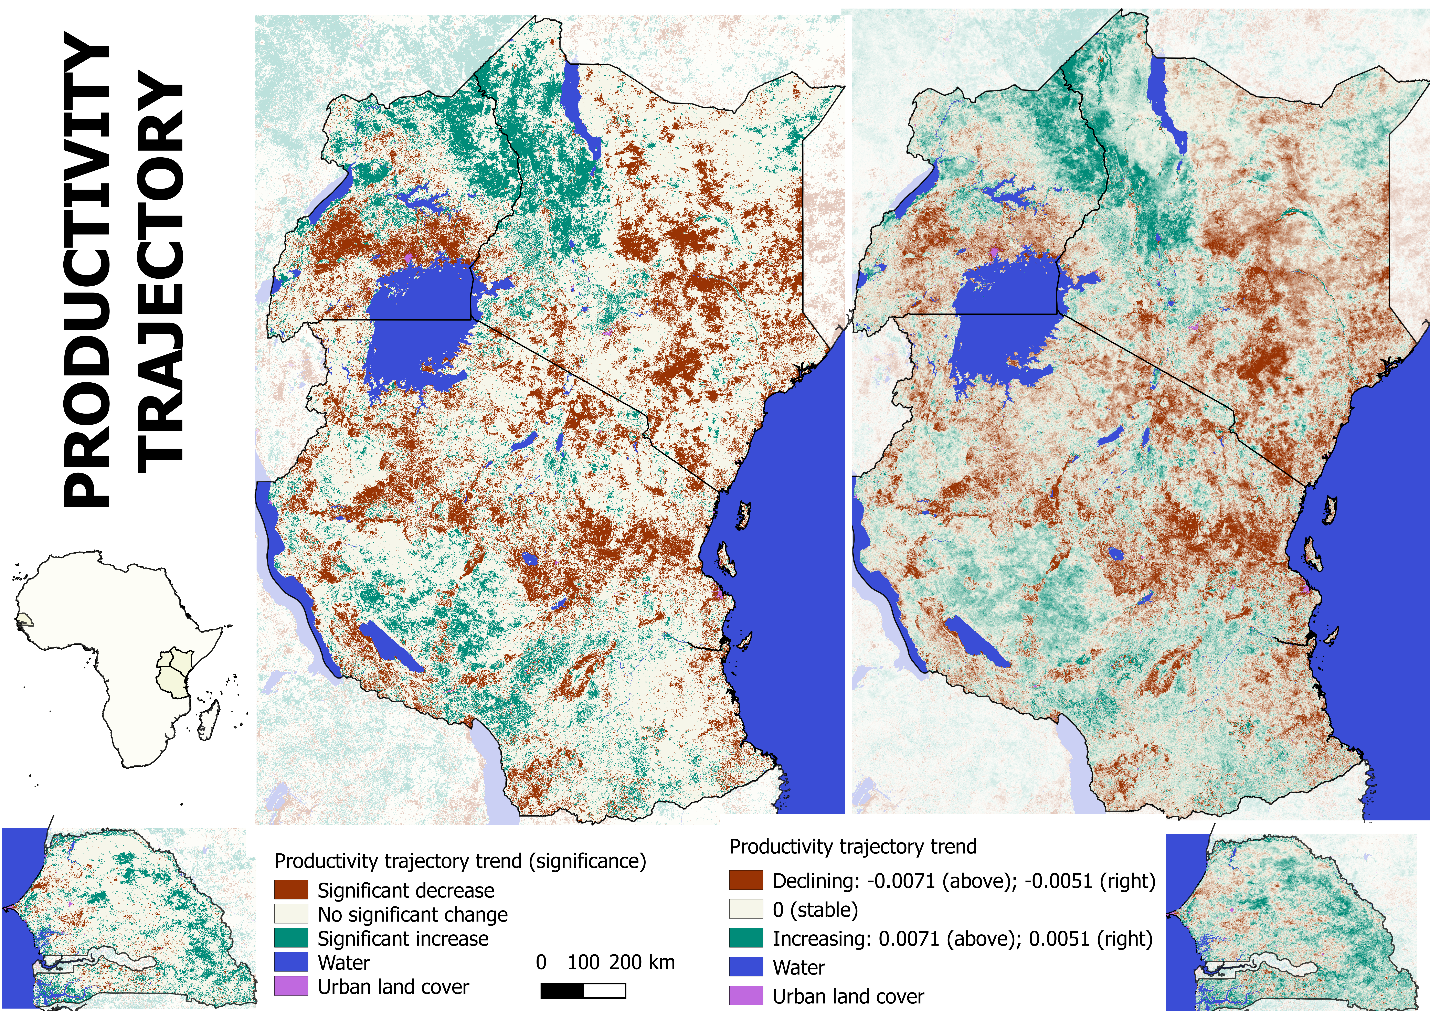 PRODUCTIVITY
TRAJECTORY
Productivity trajectory trend (significance)
Significant decrease
No significant change
Significant increase
Water
Urban land cover
0 100 200 km
Productivity trajectory trend
Declining: -0.0071 (above); -0.0051 (right)
0 (stable)
Increasing: 0.0071 (above); 0.0051 (right)
Water
Urban land cover